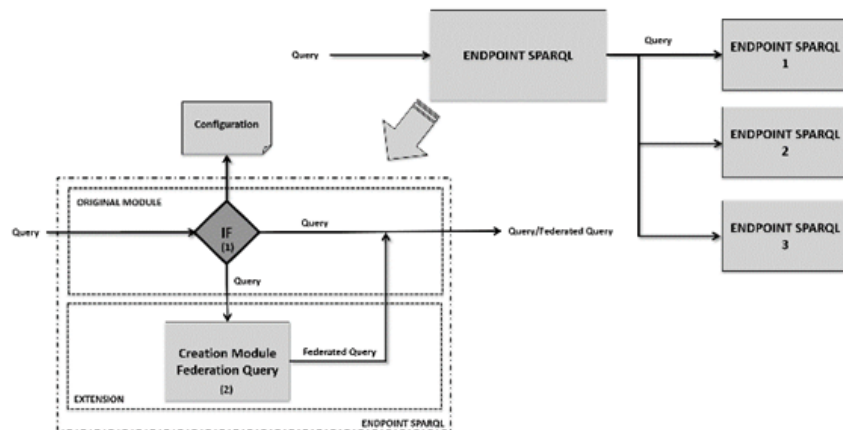 Query
ENDPOINT SPARQL
Query
ENDPOINT SPARQL
1
ENDPOINT SPARQL
2
ENDPOINT SPARQL
3
Configuration
ORIGINAL MODULE
Query
IF
(1)
Query
Query/Federated Query
Query
Creation Module
Federation Query
(2)
Federated Query
EXTENSION
ENDPOINT SPARQL